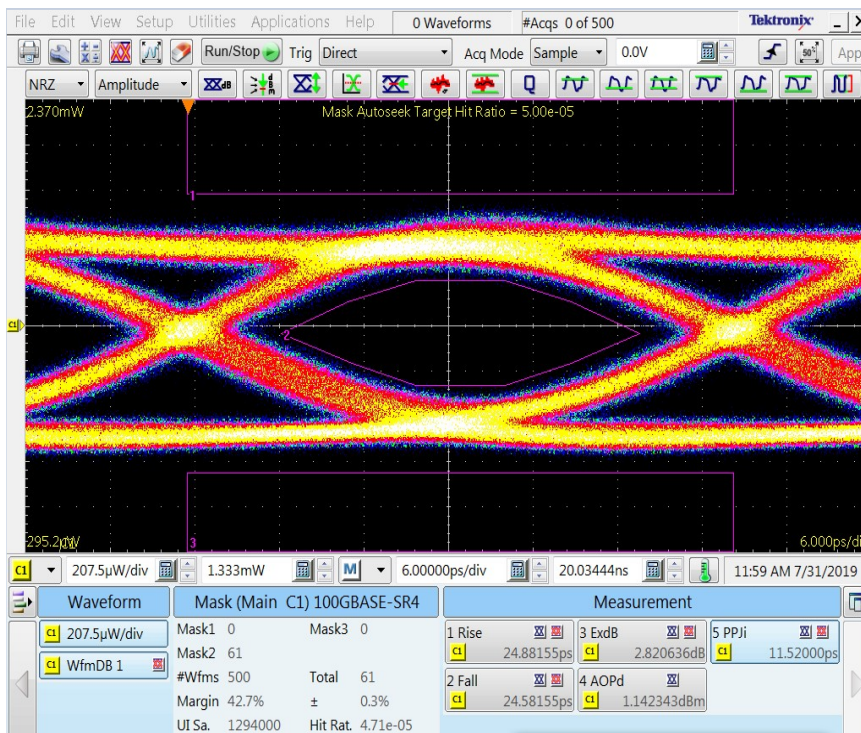 File Edit View Setup Utilities Applications Help 0 Waveforms #Acqs 0 of 500 Tektronix
Run/Stop Trig Direct Acq Mode Sample 0.0V 50% App
NRZ Amplitude dB Q
2.370mW Mask Autoseek Target Hit Ratio = 5.00e-05
1
C1
2
3
6.000ps/di
C1 207.5µW/div 1.333mW M 6.00000ps/div 20.03444ns 11:59 AM 7/31/2019
Waveform Mask (Main C1) 100GBASE-SR4 Measurement
C1 207.5µW/div Mask1 0 Mask3 0 1 Rise 3 ExdB 5 PPJi
C1 WfmDB 1 Mask2 61 C1 24.88155ps C1 2.820636dB C1 11.52000ps
#Wfms 500 Total 61 2 Fall 4 AOPd
Margin 42.7% ± 0.3% C1 24.58155ps C1 1.142343dBm
UI Sa. 1294000 Hit Rat. 4.71e-05